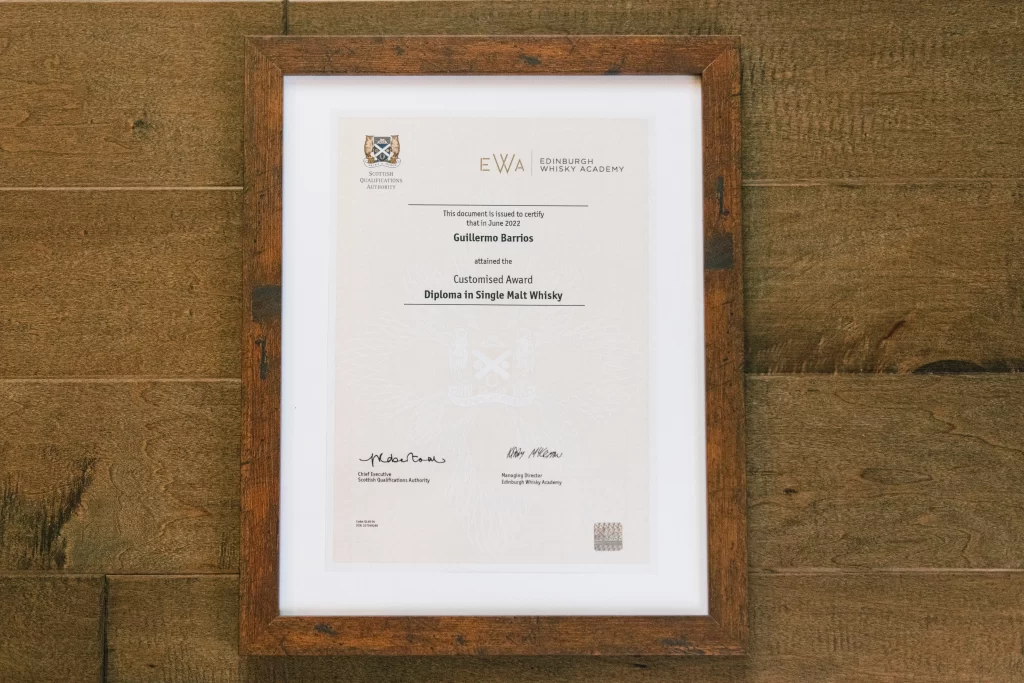 SCOTTISH
QUALIFICATIONS
AUTHORITY
EWA
EDINBURGH
WHISKY ACADEMY
This document is issued to certify
that in June 2022
Guillermo Barrios
attained the
Customised Award
Diploma in Single Malt Whisky
Chief Executive
Scottish Qualifications Authority
Managing Director
Edinburgh Whisky Academy